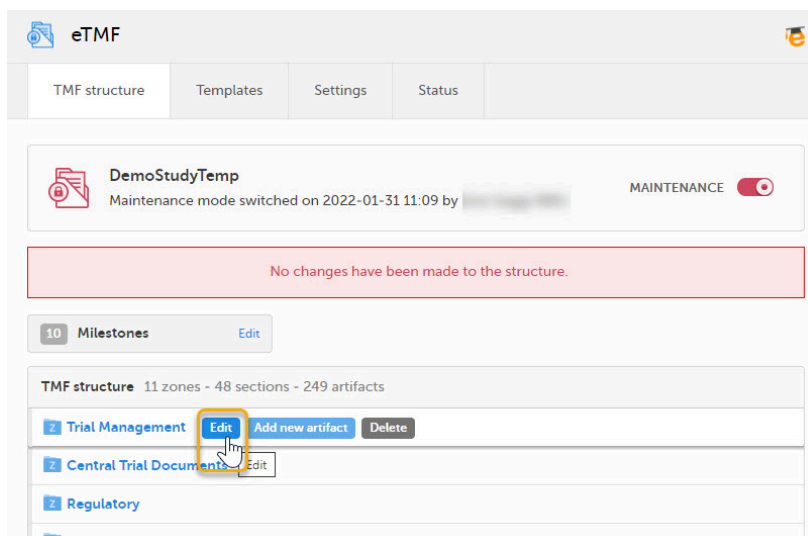 eTMF
TMF structure Templates Settings Status
DemoStudyTemp
Maintenance mode switched on 2022-01-31 11:09 by
MAINTENANCE
No changes have been made to the structure.
10 Milestones Edit
TMF structure 11 zones - 48 sections - 249 artifacts
Z Trial Management Edit Add new artifact Delete
Z Central Trial Documents Edit
Z Regulatory